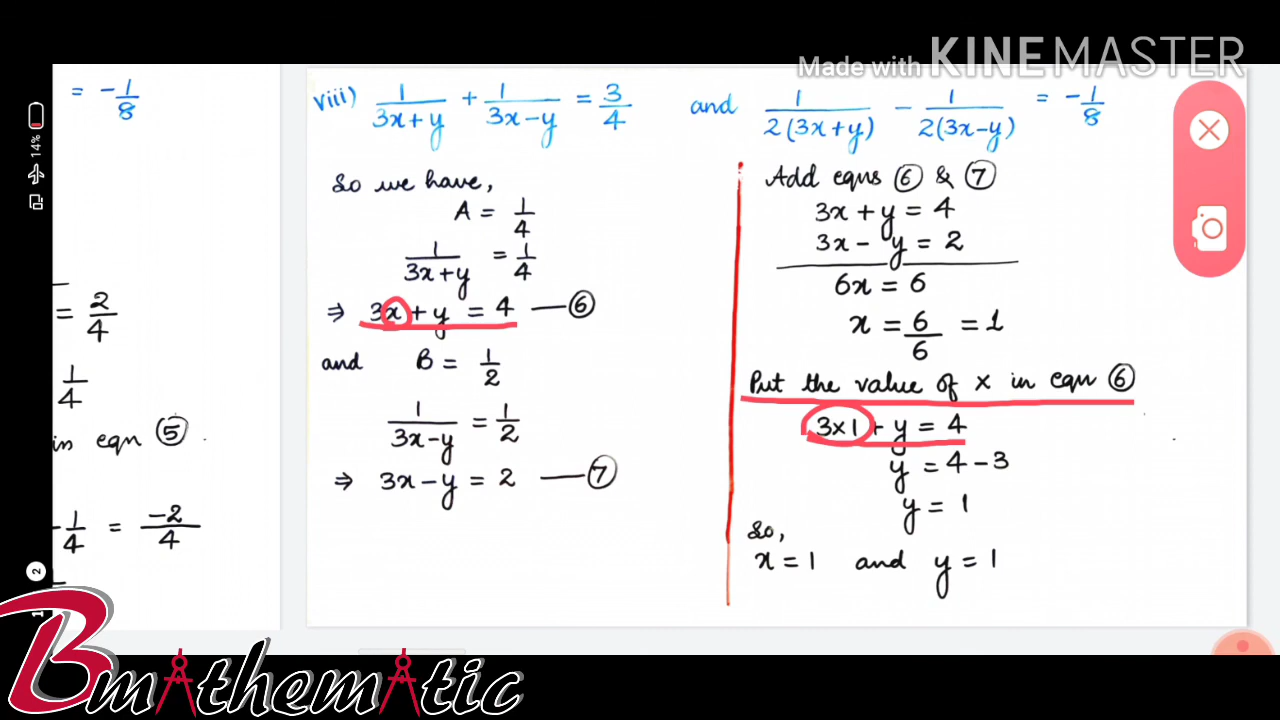 Made with KINEMASTER
14%
= -1/8
= 2/4
1/4
in eqn ⑤
-1/4 = -2/4
2
viii) 1/(3x+y) + 1/(3x-y) = 3/4 and 1/2(3x+y) - 1/2(3x-y) = -1/8
So we have,
A = 1/4
1/(3x+y) = 1/4
⇒ 3x+y = 4 —⑥
and B = 1/2
1/(3x-y) = 1/2
⇒ 3x-y = 2 —⑦
Add eqns ⑥ & ⑦
3x+y = 4
3x-y = 2
6x = 6
x = 6/6 = 1
Put the value of x in eqn ⑥
3×1+y = 4
y = 4-3
y = 1
So,
x = 1 and y = 1
Bmathematic